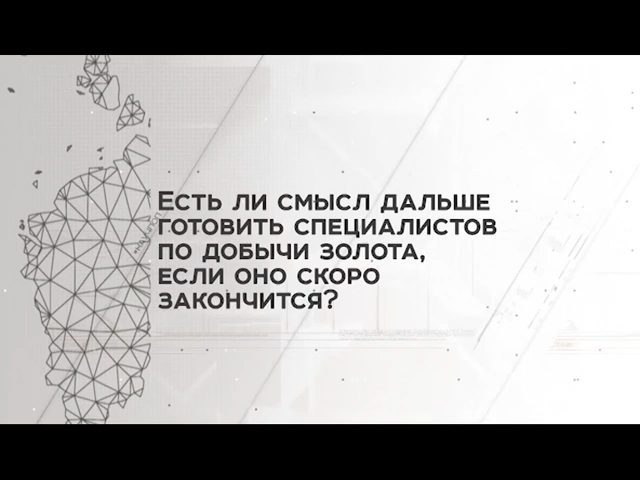 Есть ли смысл дальше
готовить специалистов
по добычи золота,
если оно скоро
закончится?